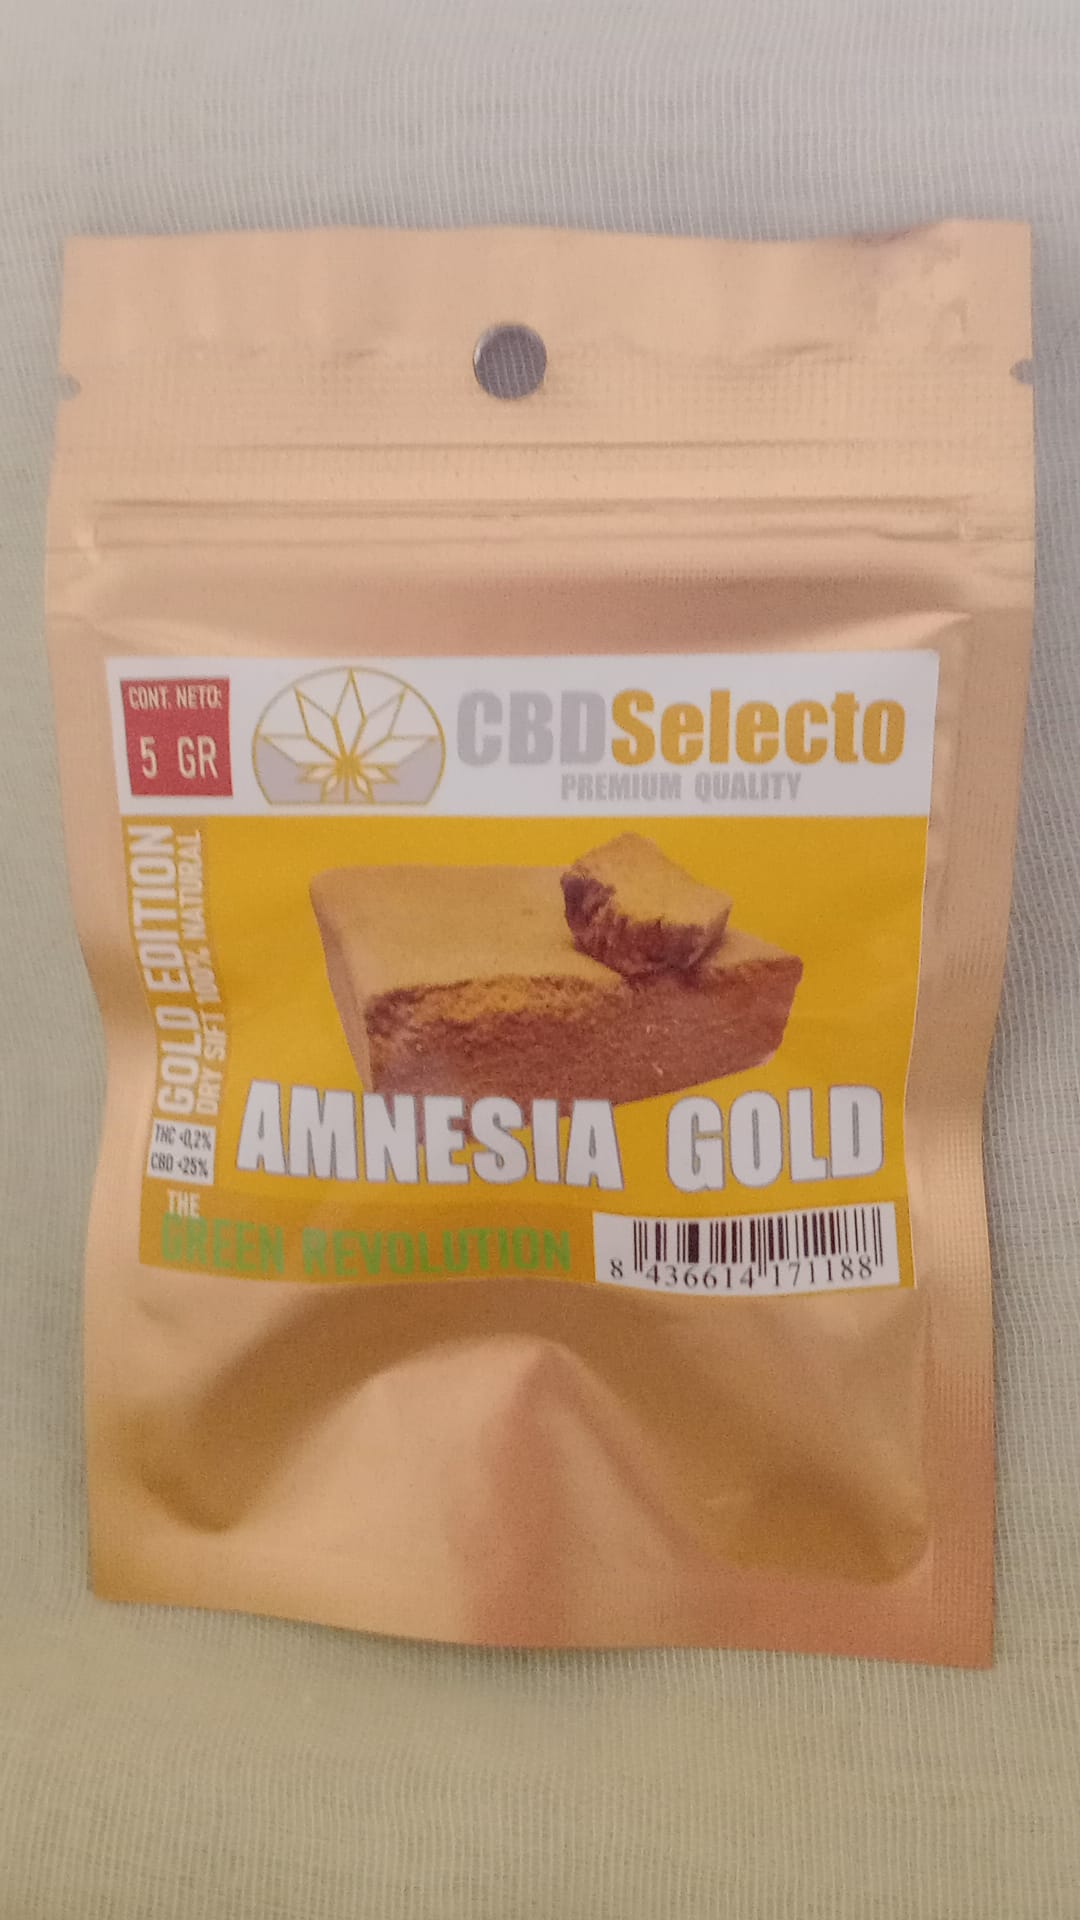 CONT. NETO:
5 GR
CBDSelecto
PREMIUM QUALITY
GOLD EDITION
DRY SIFT 100% NATURAL
THC <0,2%
CBD <25%
AMNESIA GOLD
THE
GREEN REVOLUTION
8 436614 171188